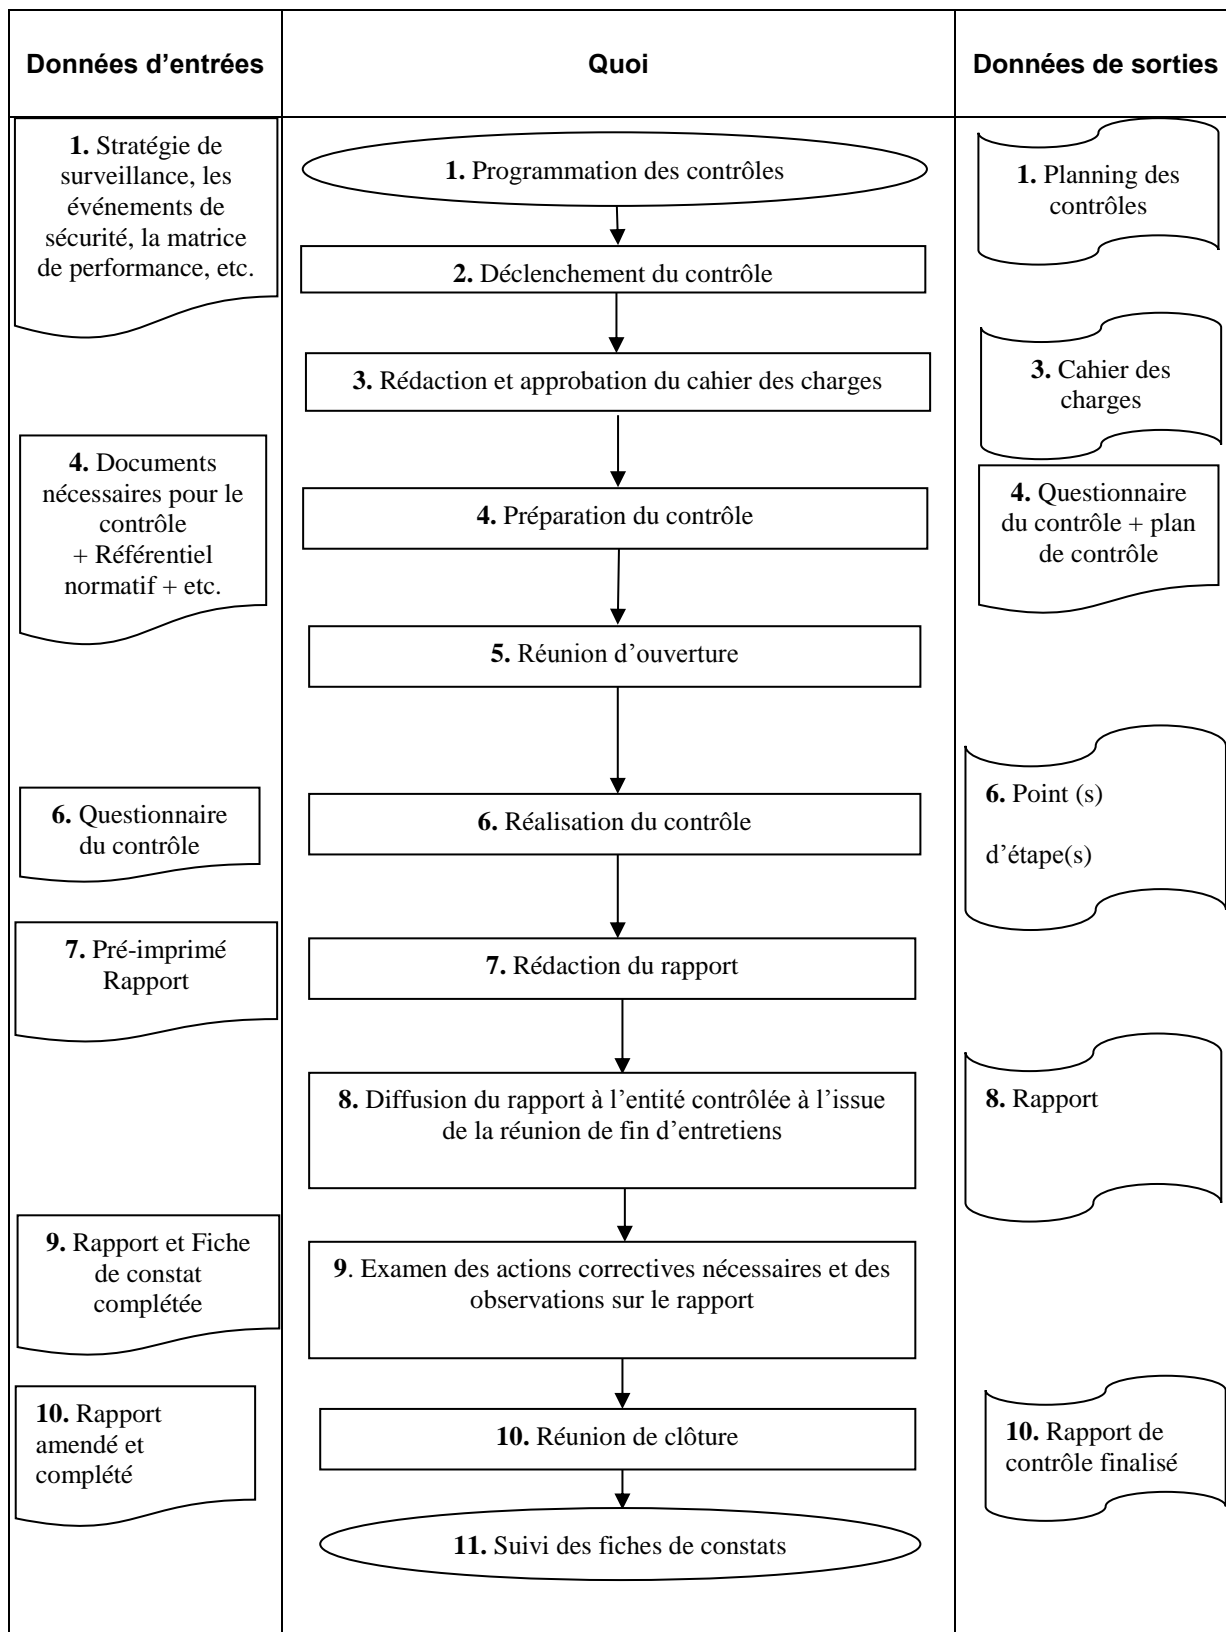 Données d’entrées
Quoi
Données de sorties
1. Stratégie de
surveillance, les
événements de
sécurité, la matrice
de performance, etc.
1. Programmation des contrôles
1. Planning des
contrôles
2. Déclenchement du contrôle
3. Rédaction et approbation du cahier des charges
3. Cahier des
charges
4. Documents
nécessaires pour le
contrôle
+ Référentiel
normatif + etc.
4. Préparation du contrôle
4. Questionnaire
du contrôle + plan
de contrôle
5. Réunion d’ouverture
6. Questionnaire
du contrôle
6. Réalisation du contrôle
6. Point (s)
d’étape(s)
7. Pré-imprimé
Rapport
7. Rédaction du rapport
8. Diffusion du rapport à l’entité contrôlée à l’issue
de la réunion de fin d’entretiens
8. Rapport
9. Rapport et Fiche
de constat
complétée
9. Examen des actions correctives nécessaires et des
observations sur le rapport
10. Rapport
amendé et
complété
10. Réunion de clôture
10. Rapport de
contrôle finalisé
11. Suivi des fiches de constats